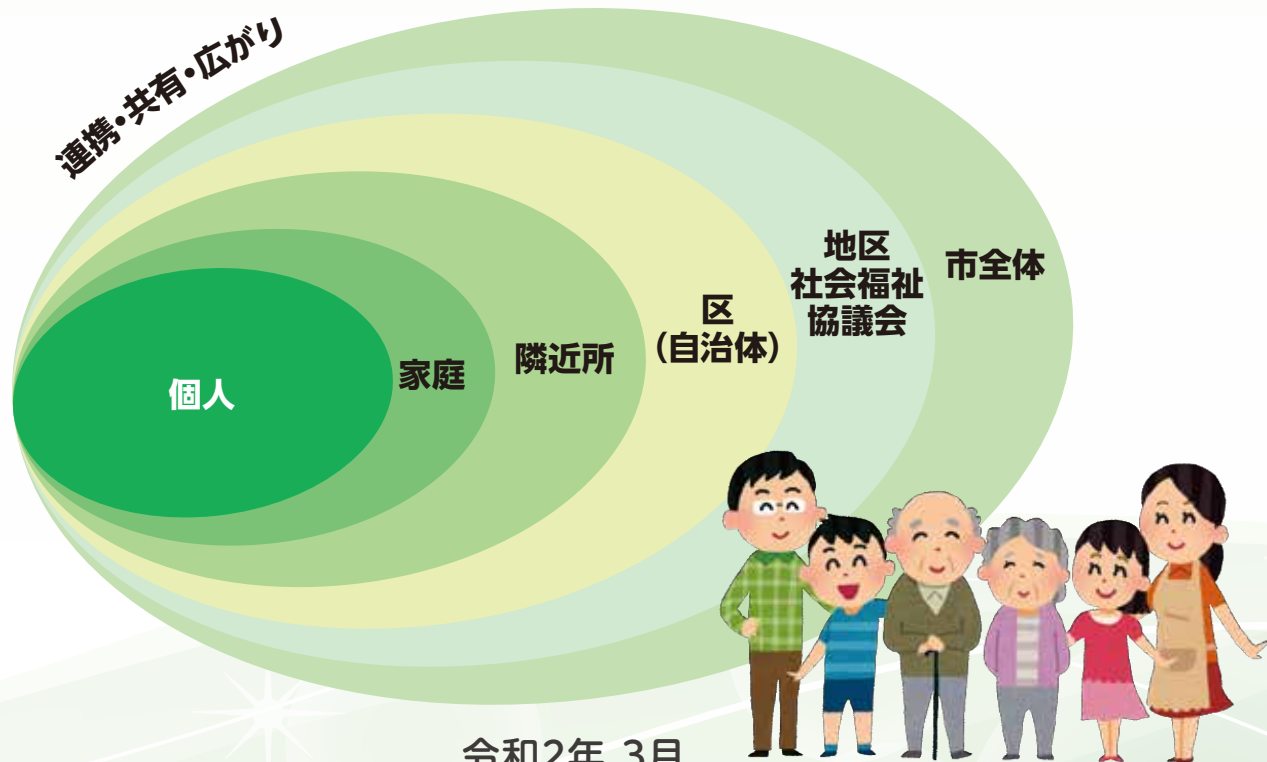 連携・共有・広がり
個人
家庭
隣近所
区
（自治体）
地区
社会福祉
協議会
市全体
令和2年 3月